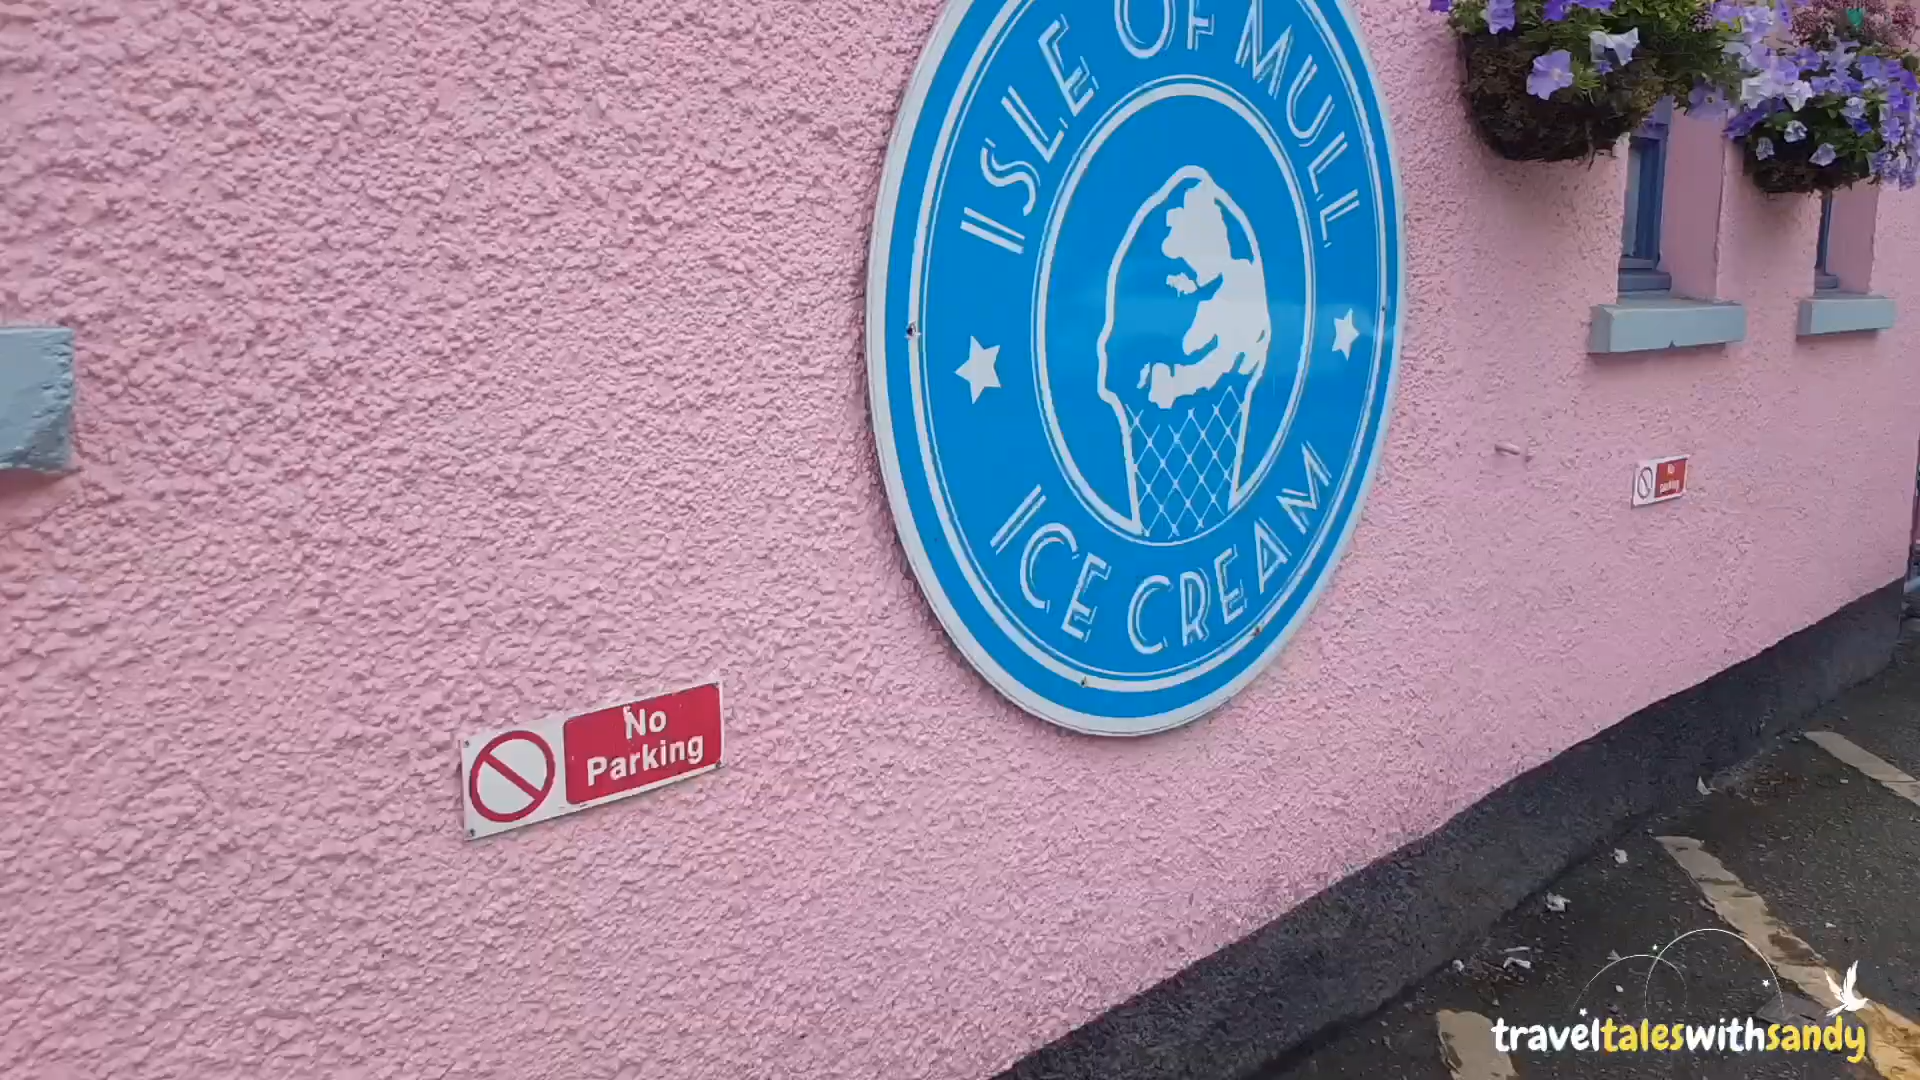 ISLE OF MULL
ICE CREAM
No
Parking
No
parking
traveltaleswithsandy